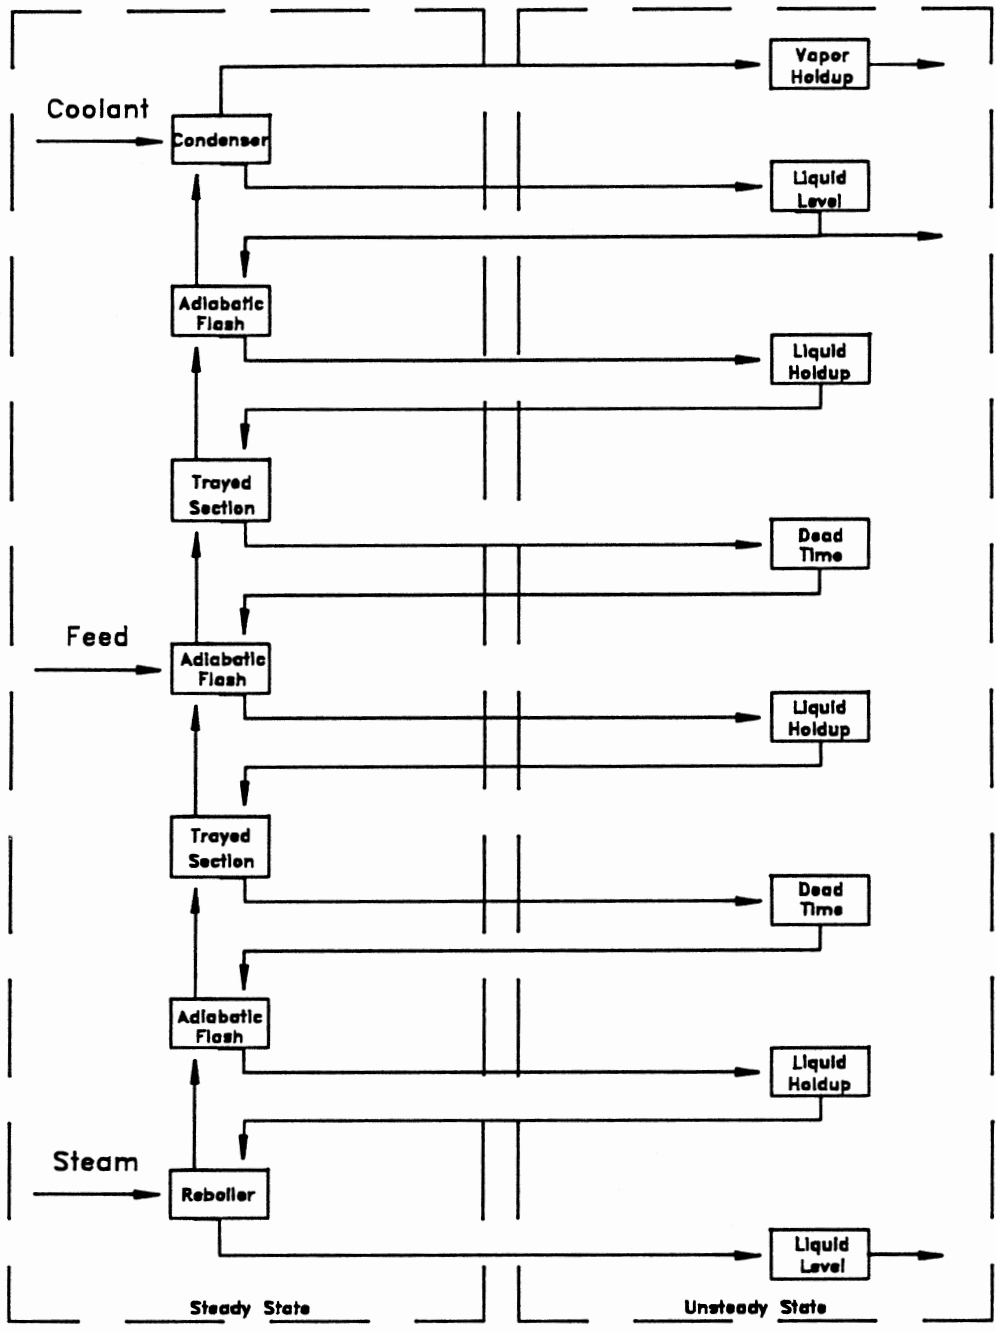 Vapor
Holdup
Coolant
Condenser
Liquid
Level
Adiabatic
Flash
Liquid
Holdup
Trayed
Section
Dead
Time
Feed
Adiabatic
Flash
Liquid
Holdup
Trayed
Section
Dead
Time
Adiabatic
Flash
Liquid
Holdup
Steam
Reboiler
Liquid
Level
Steady State
Unsteady State